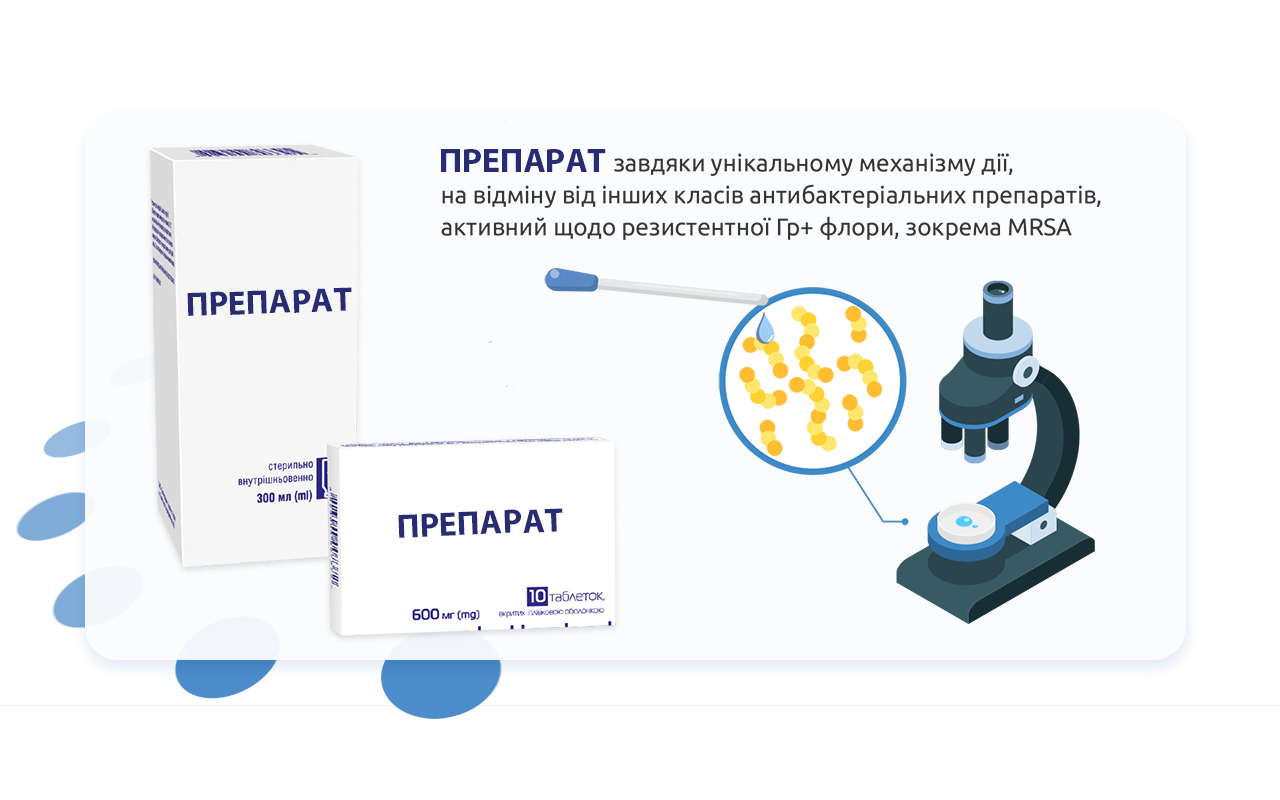 ПРЕПАРАТ завдяки унікальному механізму дії,
на відміну від інших класів антибактеріальних препаратів,
активний щодо резистентної Гр+ флори, зокрема MRSA
ПРЕПАРАТ
стерильно
внутрішньовенно
300 мл (ml)
ПРЕПАРАТ
10 таблеток,
вкритих плівковою оболонкою
600 мг (mg)